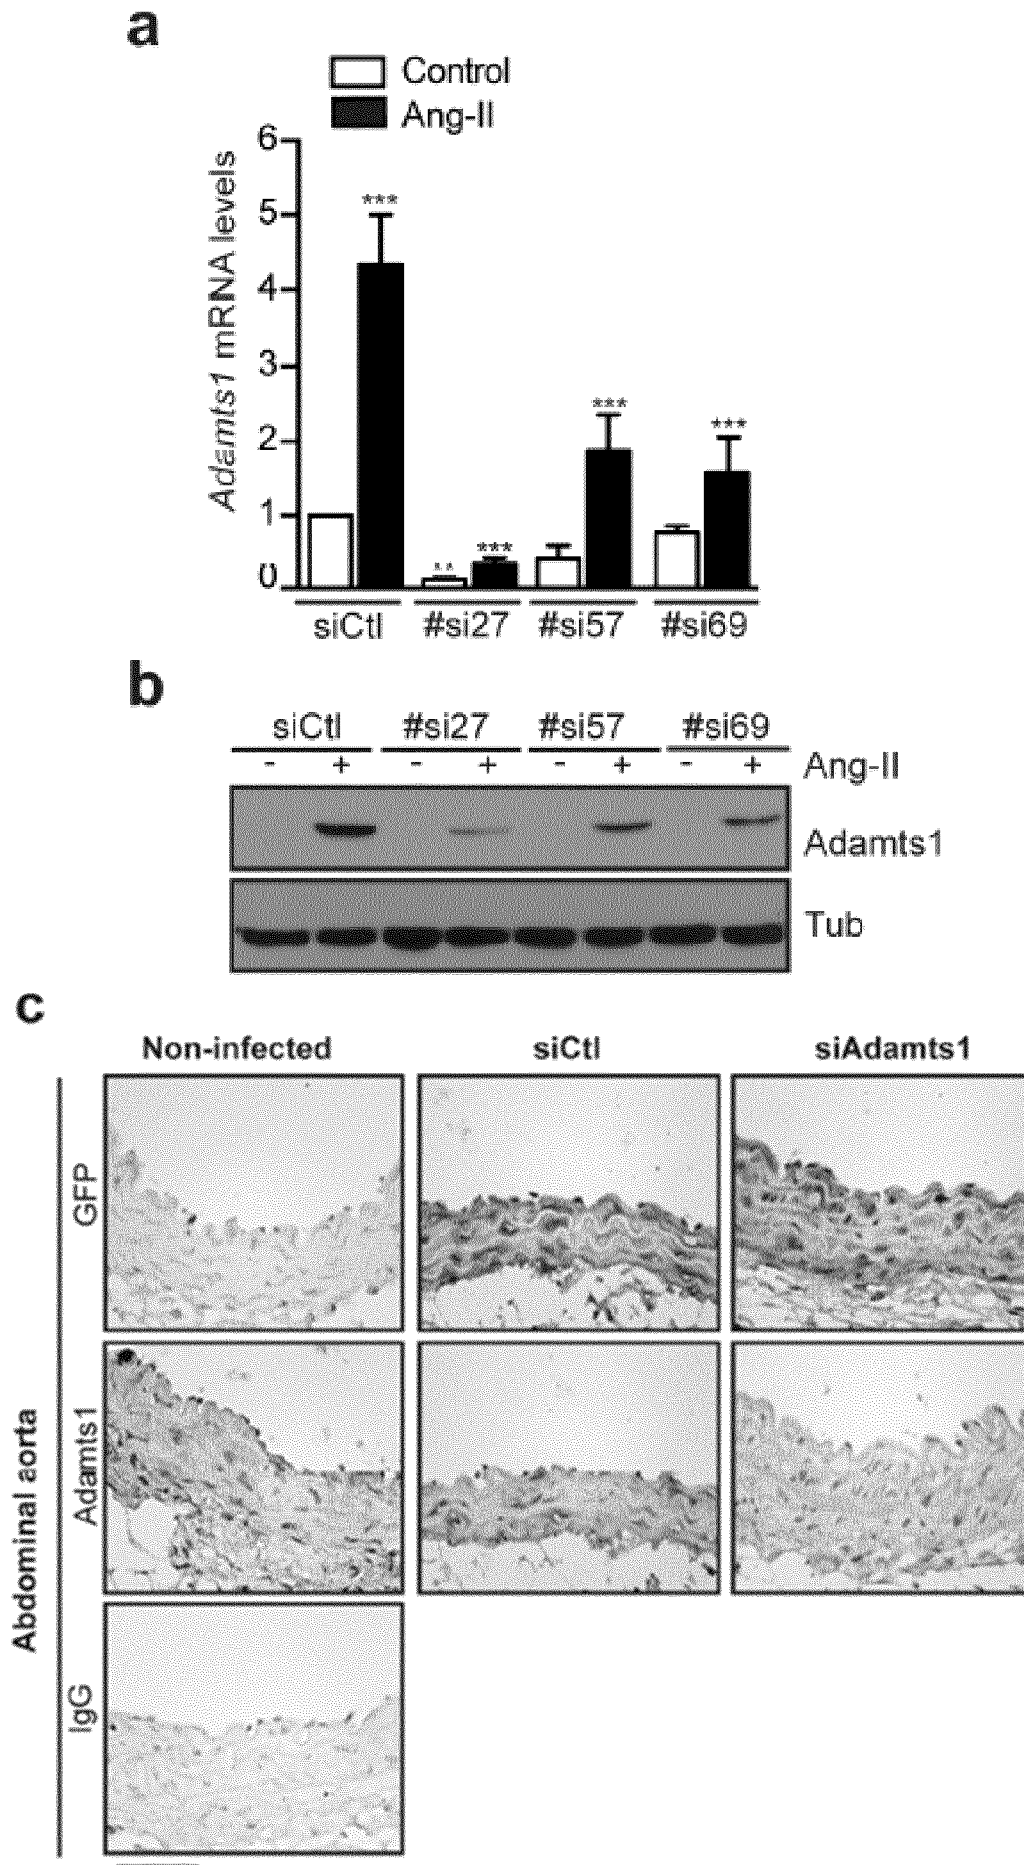 a
Control
Ang-II
Adamts1 mRNA levels
6
5
4
3
2
1
0
***
** ***
***
***
siCtl #si27 #si57 #si69
b
siCtl #si27 #si57 #si69
- + - + - + - + Ang-II
Adamts1
Tub
c
Non-infected siCtl siAdamts1
Abdominal aorta
GFP
Adamts1
IgG